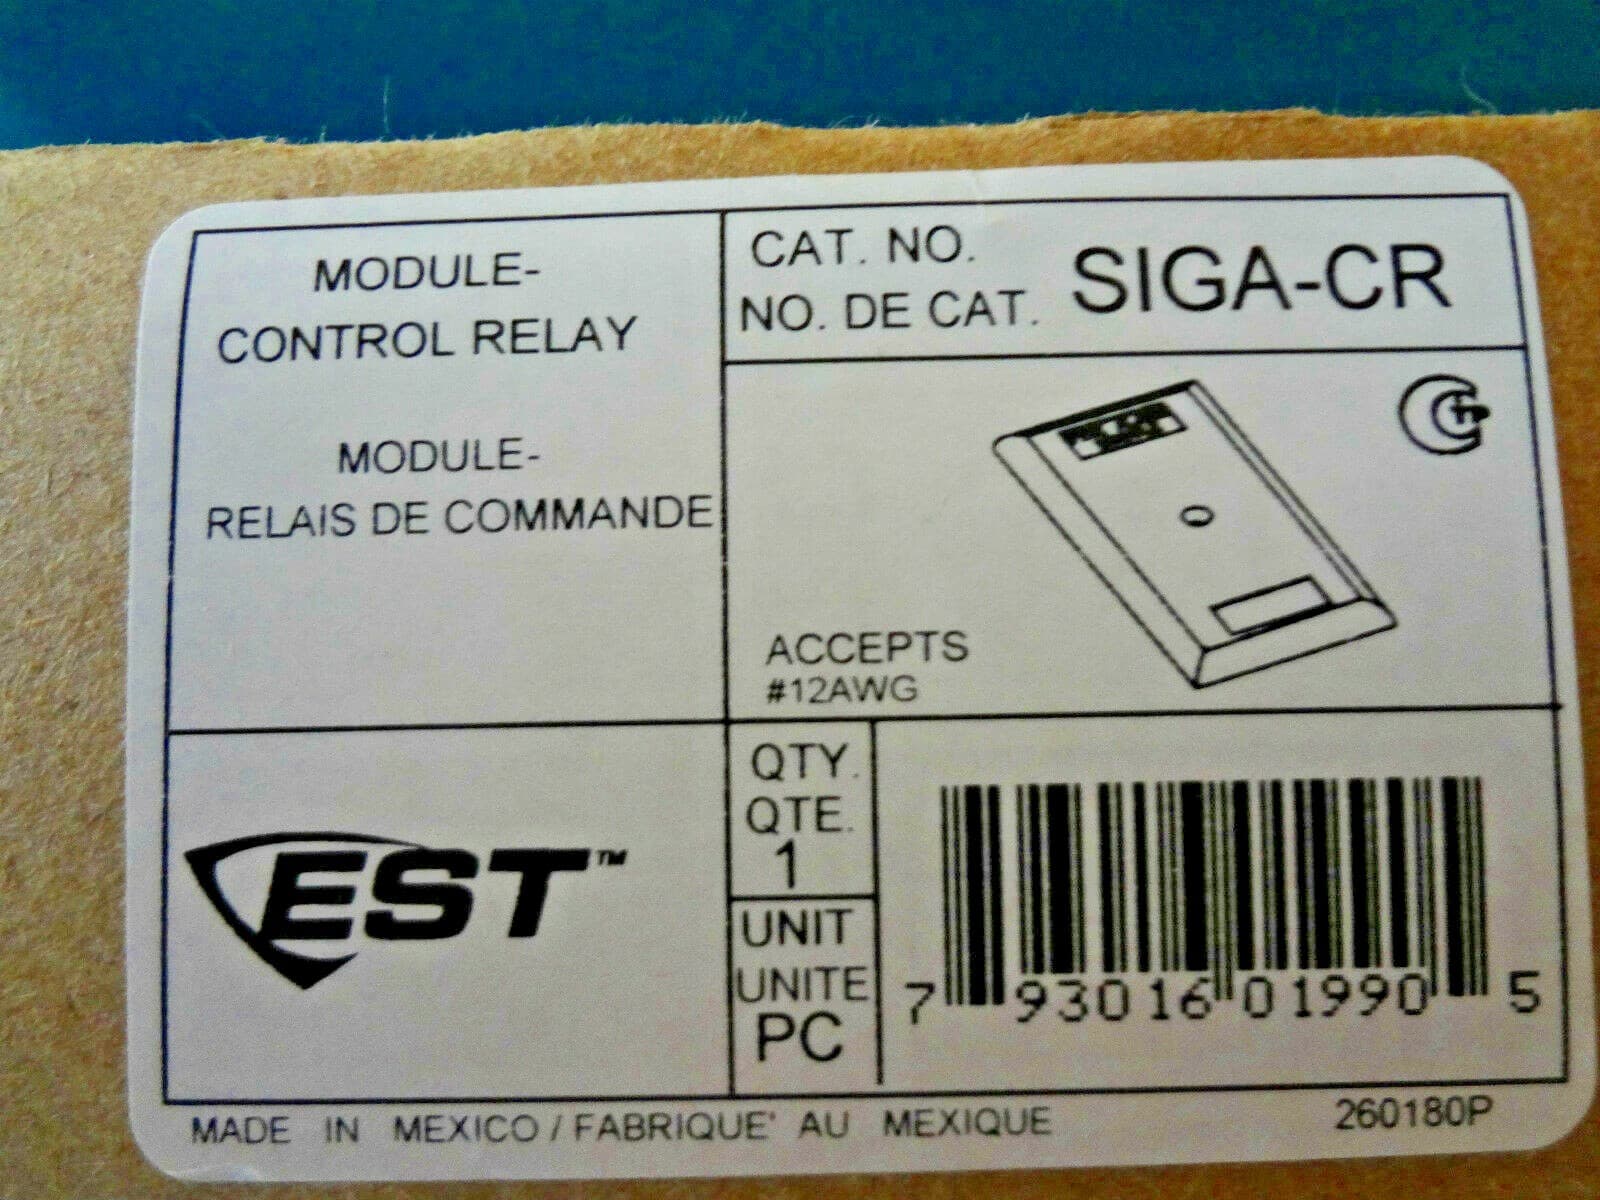 MODULE-
CONTROL RELAY
MODULE-
RELAIS DE COMMANDE
CAT. NO.
NO. DE CAT.
SIGA-CR
ACCEPTS
#12AWG
EST™
QTY.
QTE.
1
UNIT
UNITE
PC
7 93016 01990 5
MADE IN MEXICO / FABRIQUE' AU MEXIQUE
260180P